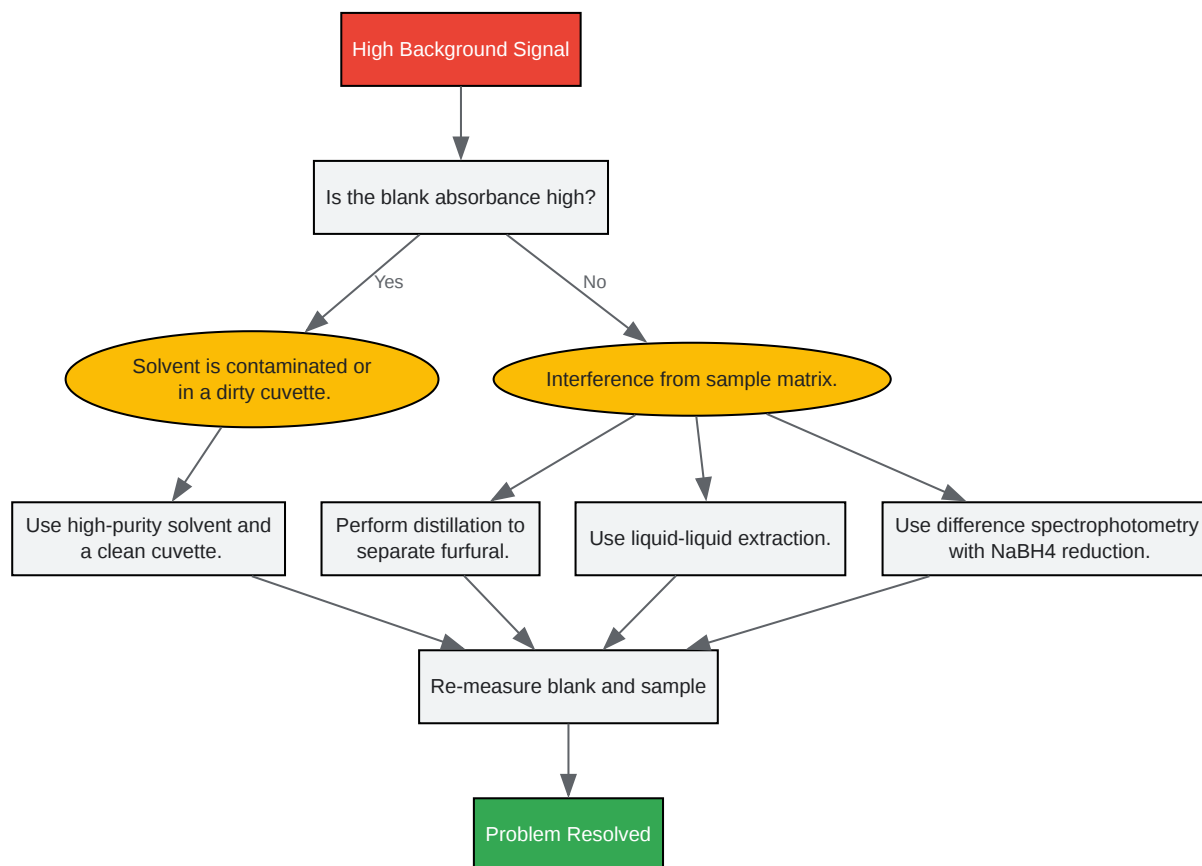 High Background Signal
Is the blank absorbance high?
Yes
No
Solvent is contaminated or
in a dirty cuvette.
Interference from sample matrix.
Use high-purity solvent and
a clean cuvette.
Perform distillation to
separate furfural.
Use liquid-liquid extraction.
Use difference spectrophotometry
with NaBH4 reduction.
Re-measure blank and sample
Problem Resolved